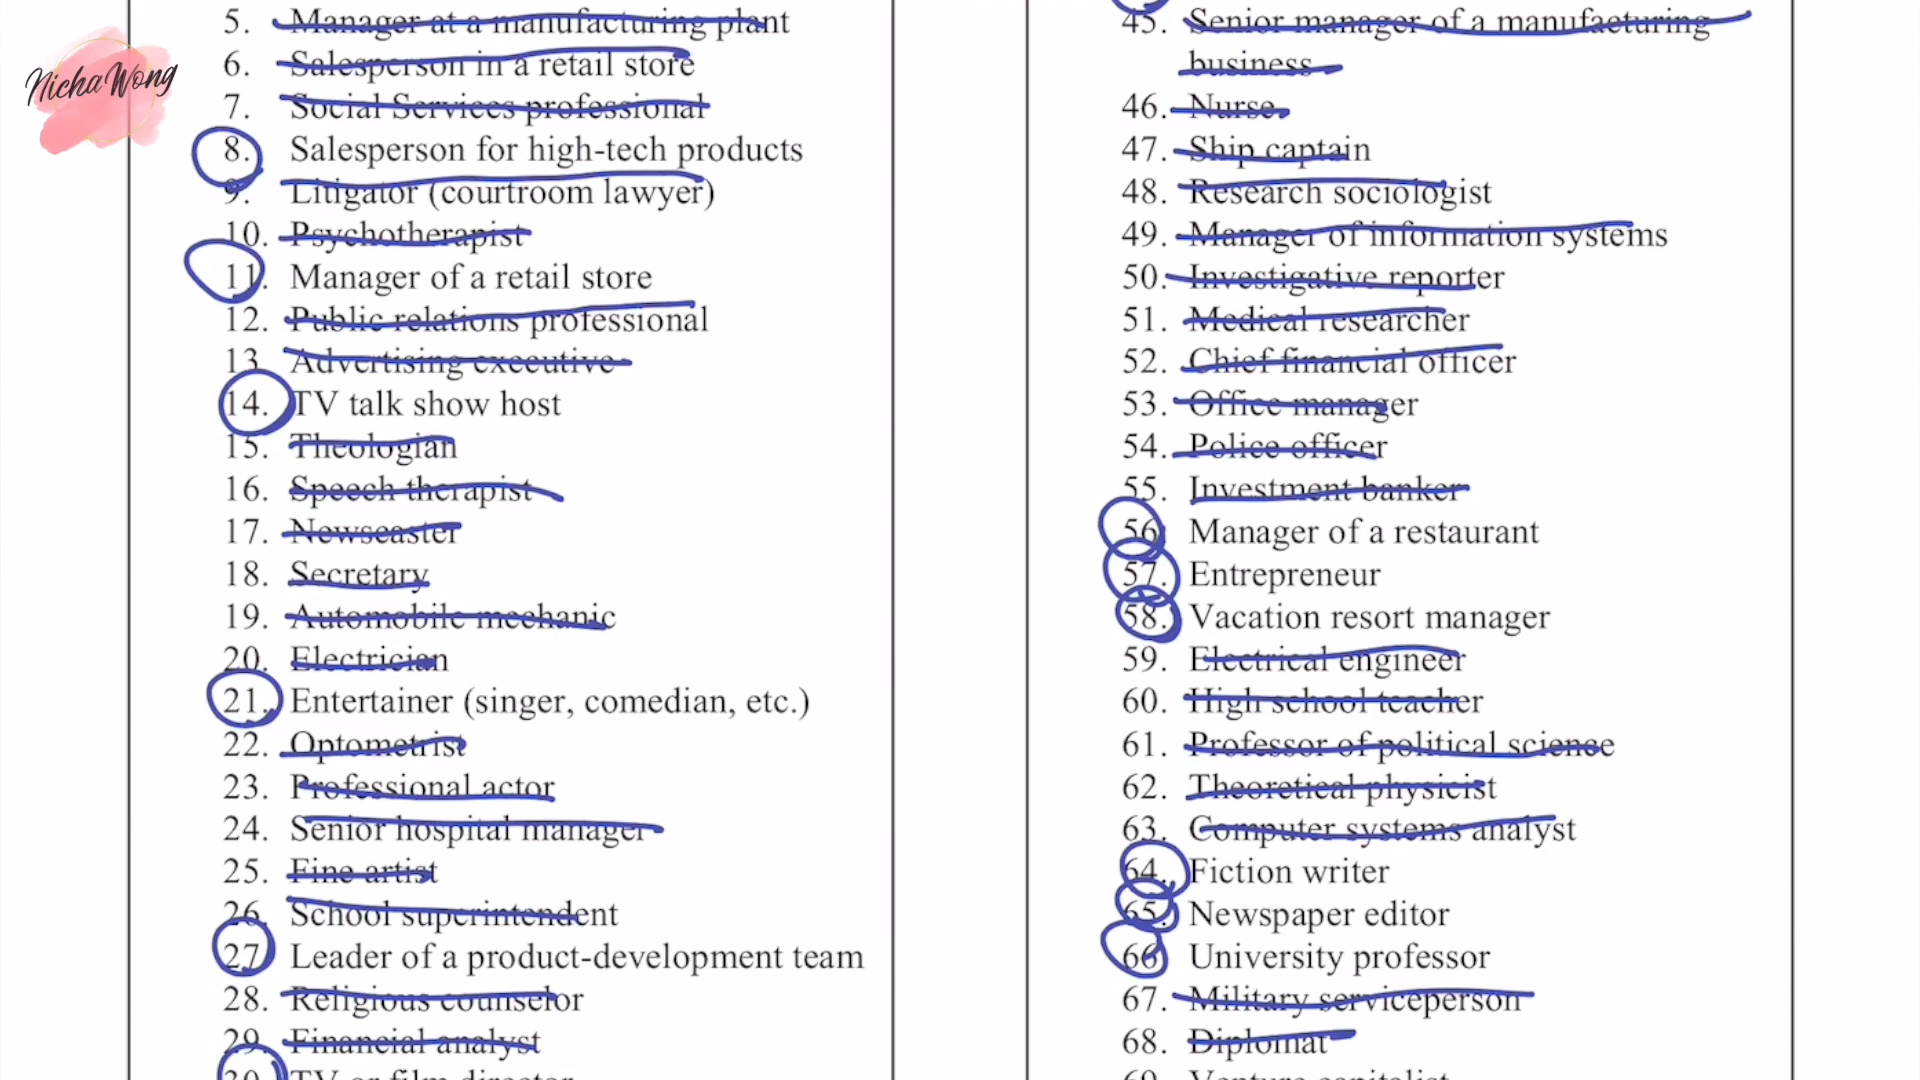 Nicha Wong
5. Manager at a manufacturing plant
6. Salesperson in a retail store
7. Social Services professional
8. Salesperson for high-tech products
9. Litigator (courtroom lawyer)
10. Psychotherapist
11. Manager of a retail store
12. Public relations professional
13. Advertising executive
14. TV talk show host
15. Theologian
16. Speech therapist
17. Newscaster
18. Secretary
19. Automobile mechanic
20. Electrician
21. Entertainer (singer, comedian, etc.)
22. Optometrist
23. Professional actor
24. Senior hospital manager
25. Fine artist
26. School superintendent
27. Leader of a product-development team
28. Religious counselor
29. Financial analyst
30. TV or film director
45. Senior manager of a manufacturing
business
46. Nurse
47. Ship captain
48. Research sociologist
49. Manager of information systems
50. Investigative reporter
51. Medical researcher
52. Chief financial officer
53. Office manager
54. Police officer
55. Investment banker
56. Manager of a restaurant
57. Entrepreneur
58. Vacation resort manager
59. Electrical engineer
60. High school teacher
61. Professor of political science
62. Theoretical physicist
63. Computer systems analyst
64. Fiction writer
65. Newspaper editor
66. University professor
67. Military serviceperson
68. Diplomat
69. Venture capitalist